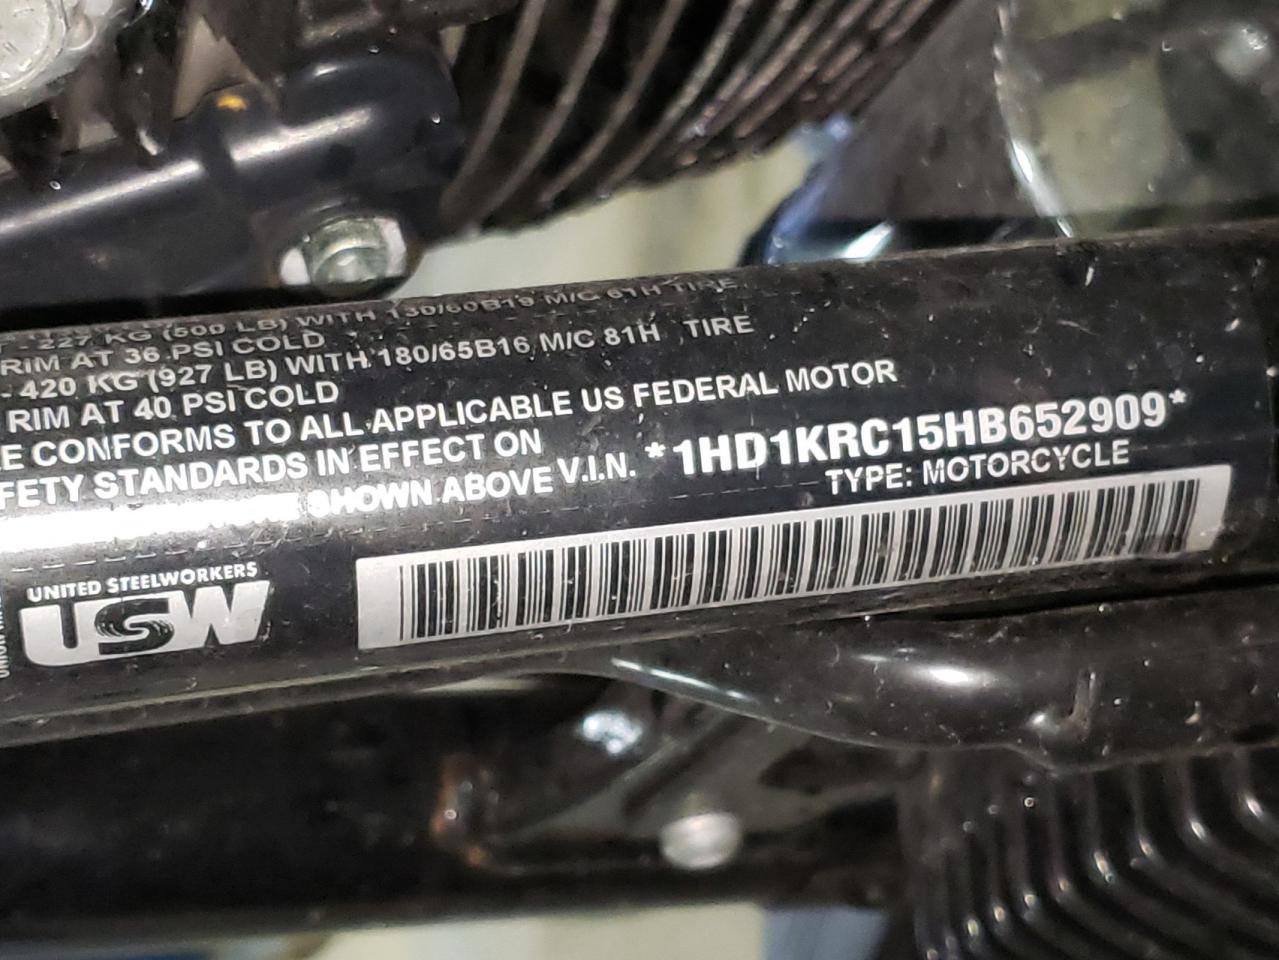 - 227 KG (500 LB) WITH 130/60B19 M/C 61H TIRE
RIM AT 36 PSI COLD
- 420 KG (927 LB) WITH 180/65B16 M/C 81H TIRE
RIM AT 40 PSI COLD
LE CONFORMS TO ALL APPLICABLE US FEDERAL MOTOR
FETY STANDARDS IN EFFECT ON
SHOWN ABOVE V.I.N. *1HD1KRC15HB652909*
TYPE: MOTORCYCLE
UNITED STEELWORKERS
USW